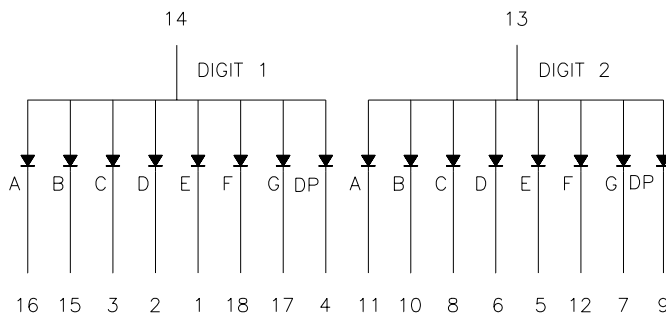 14 13
DIGIT 1 DIGIT 2
A B C D E F G DP A B C D E F G DP
16 15 3 2 1 18 17 4 11 10 8 6 5 12 7 9